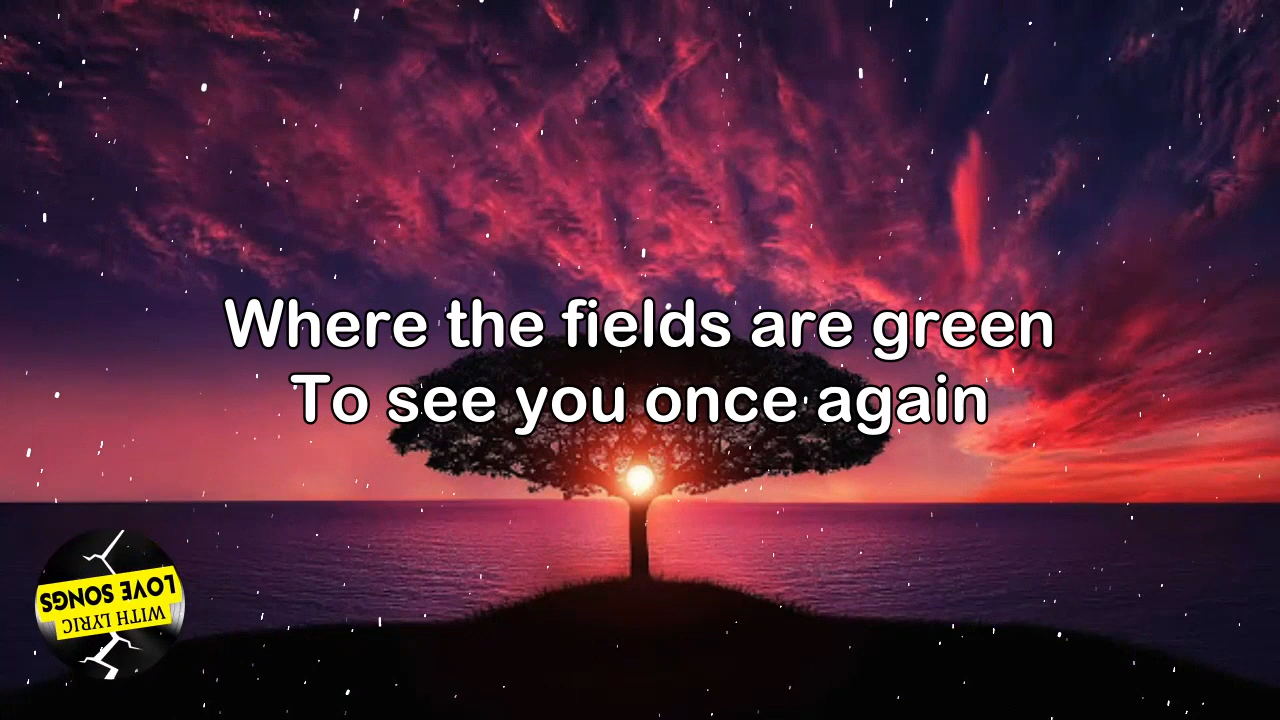 Where the fields are green
To see you once again
LOVE SONGS
WITH LYRIC